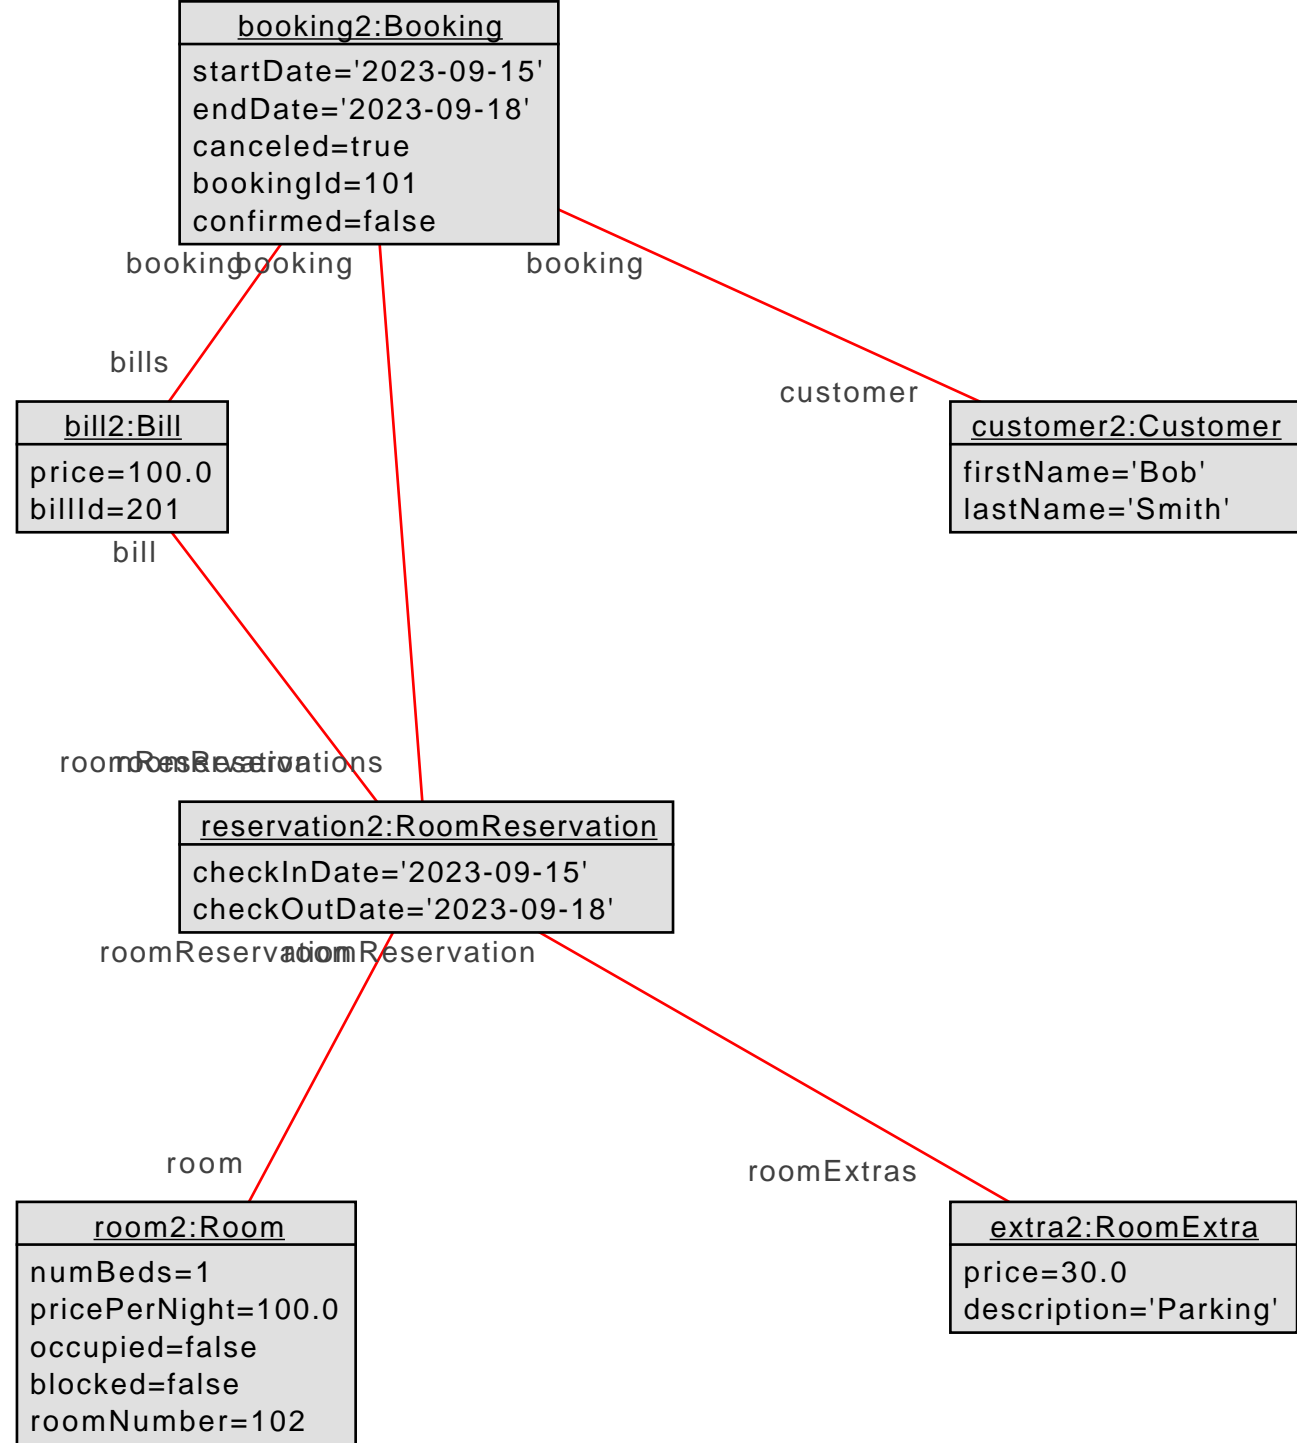 booking2:Booking
startDate='2023-09-15'
endDate='2023-09-18'
canceled=true
bookingId=101
confirmed=false
booking
booking
booking
bills
customer
bill2:Bill
price=100.0
billId=201
customer2:Customer
firstName='Bob'
lastName='Smith'
bill
roomReservation
roomReservations
reservation2:RoomReservation
checkInDate='2023-09-15'
checkOutDate='2023-09-18'
roomReservation
roomReservation
room
roomExtras
room2:Room
numBeds=1
pricePerNight=100.0
occupied=false
blocked=false
roomNumber=102
extra2:RoomExtra
price=30.0
description='Parking'